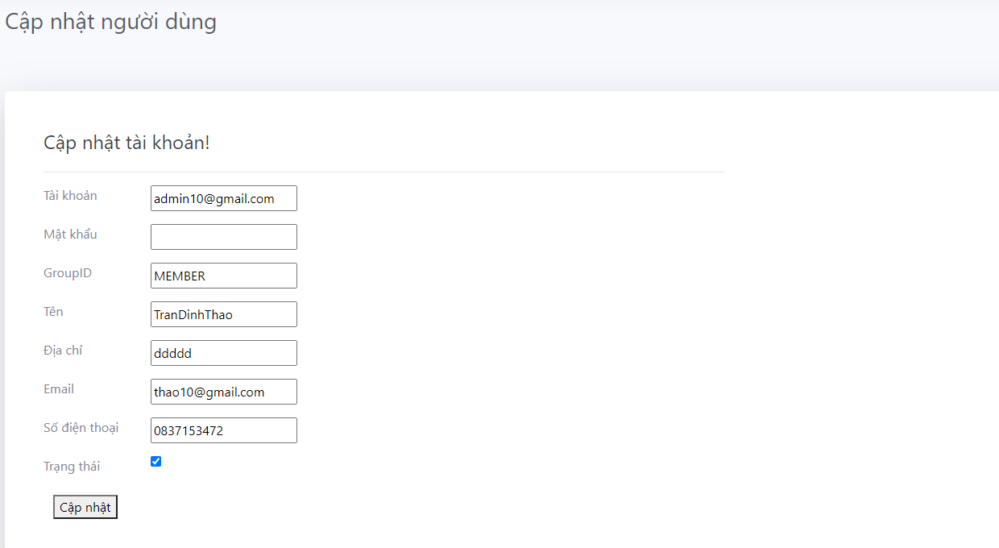 Cập nhật người dùng
Cập nhật tài khoản!
Tài khoản admin10@gmail.com
Mật khẩu
GroupID MEMBER
Tên TranDinhThao
Địa chỉ ddddd
Email thao10@gmail.com
Số điện thoại 0837153472
Trạng thái
Cập nhật